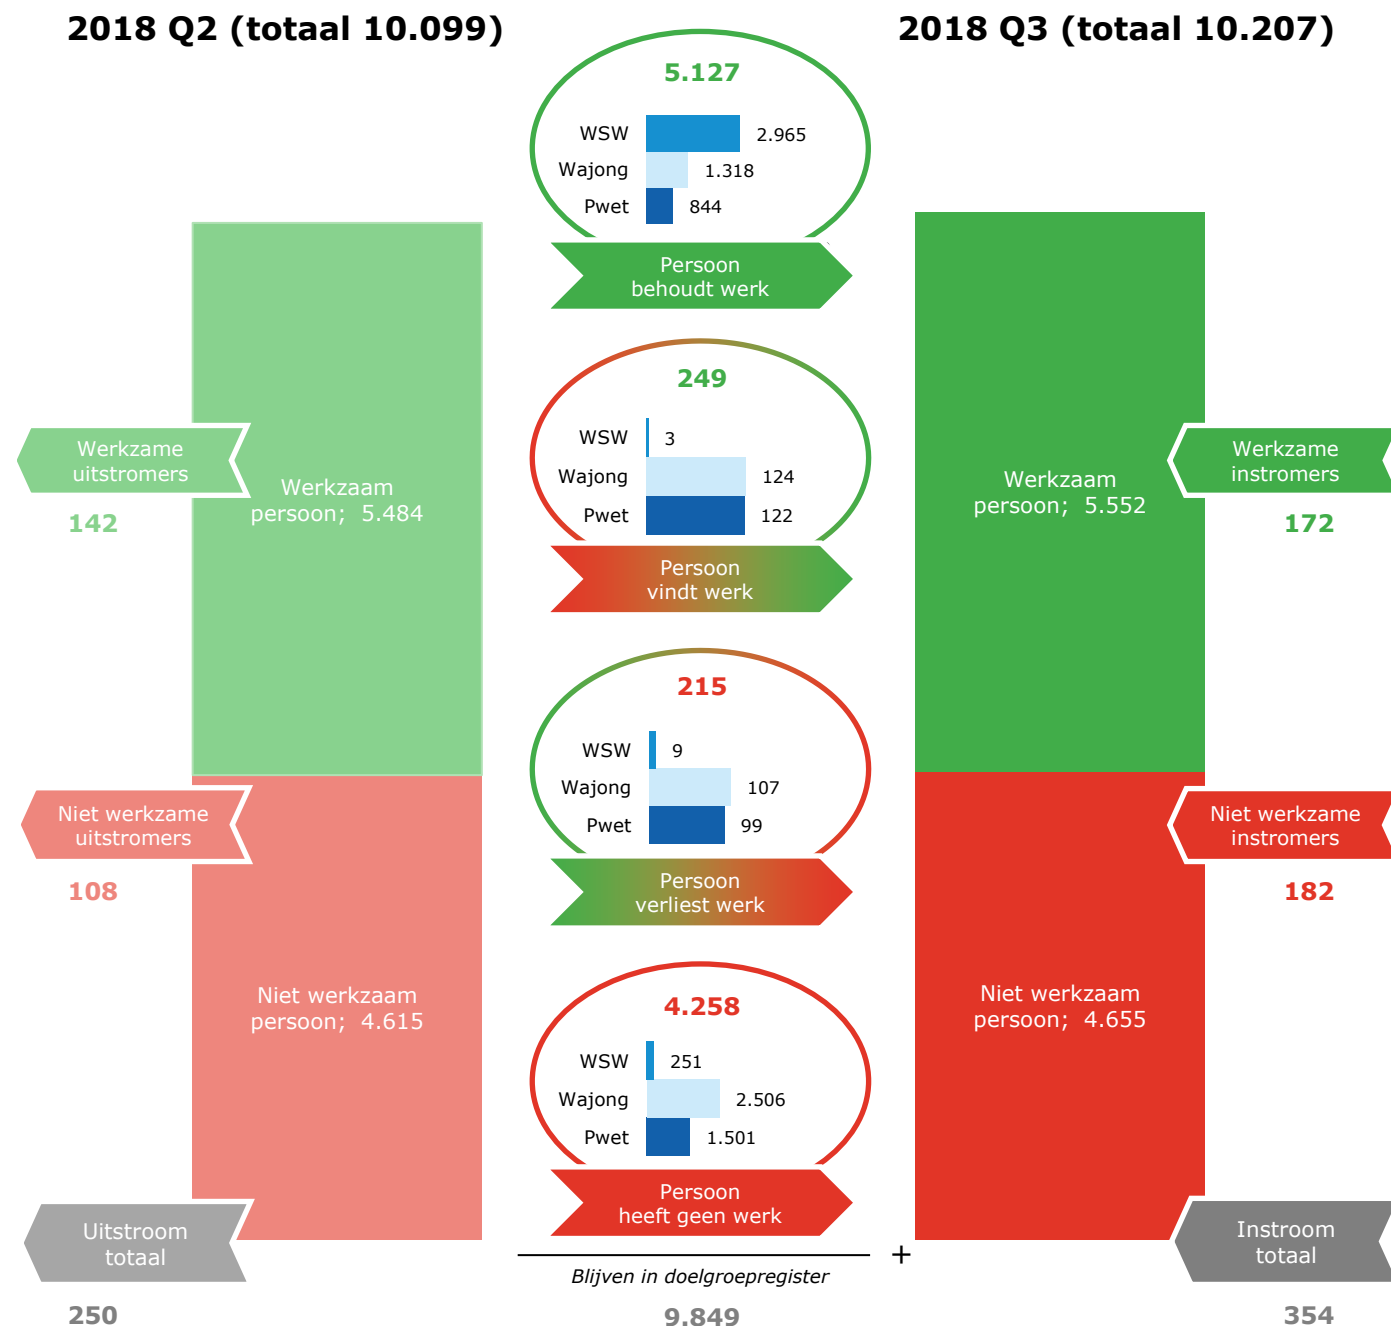 2018 Q2 (totaal 10.099)
2018 Q3 (totaal 10.207)
5.127
WSW 2.965
Wajong 1.318
Pwet 844
Persoon
behoudt werk
249
WSW 3
Wajong 124
Pwet 122
Persoon
vindt werk
215
WSW 9
Wajong 107
Pwet 99
Persoon
verliest werk
4.258
WSW 251
Wajong 2.506
Pwet 1.501
Persoon
heeft geen werk
+
Blijven in doelgroepregister
9.849
Werkzame
uitstromers
142
Werkzaam
persoon; 5.484
Niet werkzame
uitstromers
108
Niet werkzaam
persoon; 4.615
Uitstroom
totaal
250
Werkzaam
persoon; 5.552
Werkzame
instromers
172
Niet werkzame
instromers
182
Niet werkzaam
persoon; 4.655
Instroom
totaal
354